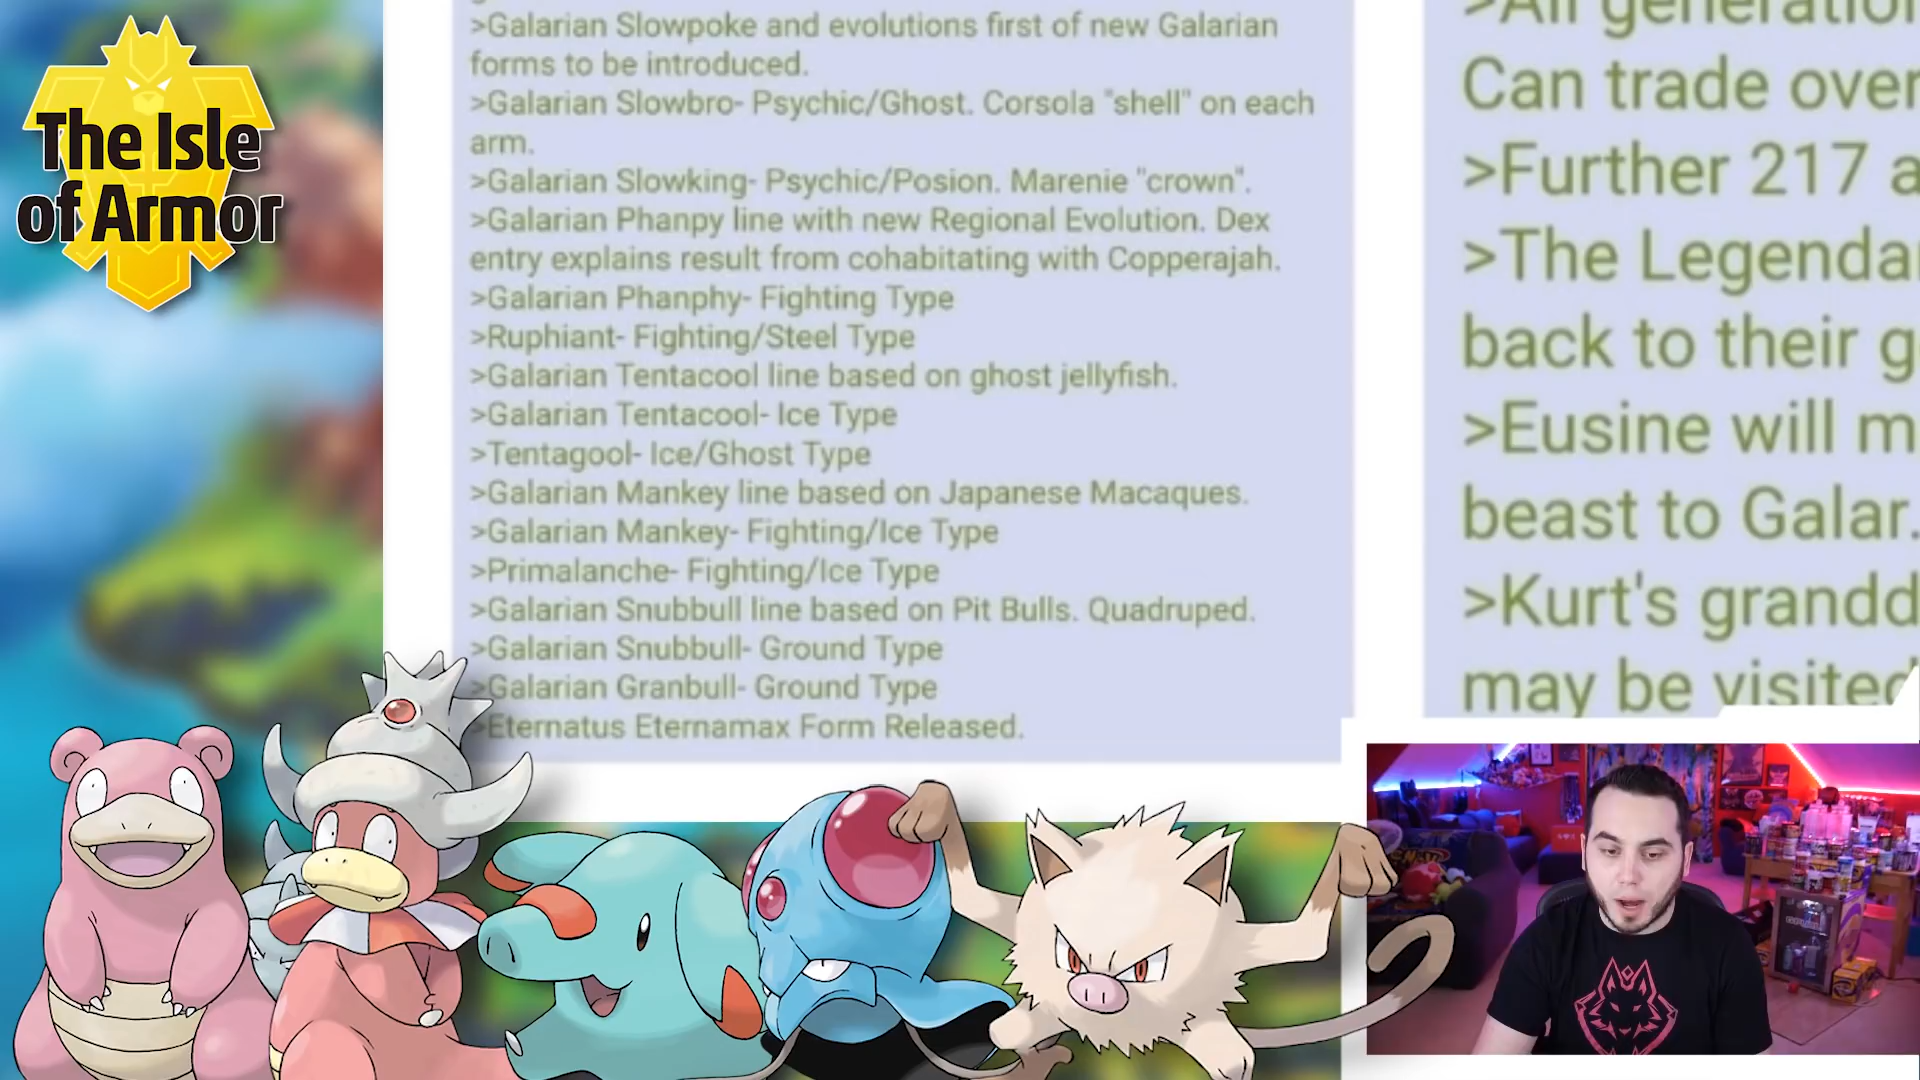 The Isle
of Armor
>Galarian Slowpoke and evolutions first of new Galarian
forms to be introduced.
>Galarian Slowbro- Psychic/Ghost. Corsola "shell" on each
arm.
>Galarian Slowking- Psychic/Posion. Marenie "crown".
>Galarian Phanpy line with new Regional Evolution. Dex
entry explains result from cohabitating with Copperajah.
>Galarian Phanphy- Fighting Type
>Ruphiant- Fighting/Steel Type
>Galarian Tentacool line based on ghost jellyfish.
>Galarian Tentacool- Ice Type
>Tentagool- Ice/Ghost Type
>Galarian Mankey line based on Japanese Macaques.
>Galarian Mankey- Fighting/Ice Type
>Primalanche- Fighting/Ice Type
>Galarian Snubbull line based on Pit Bulls. Quadruped.
>Galarian Snubbull- Ground Type
>Galarian Granbull- Ground Type
>Eternatus Eternamax Form Released.
>All generation
Can trade over
>Further 217 a
>The Legenda
back to their g
>Eusine will m
beast to Galar.
>Kurt's grandd
may be visited